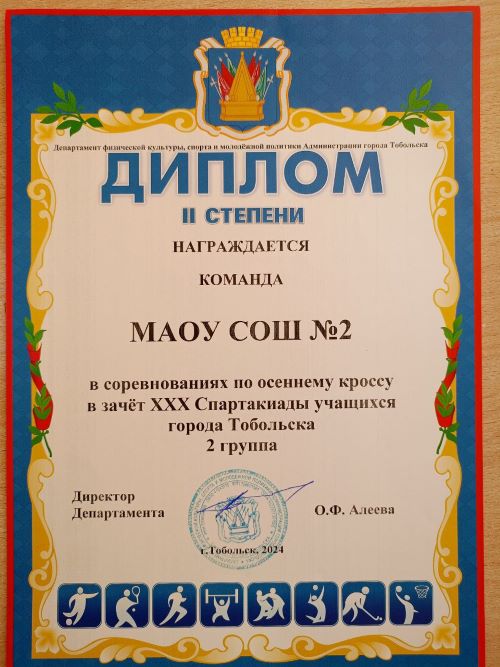 Департамент физической культуры, спорта и молодёжной политики Администрации города Тобольска
ДИПЛОМ
II СТЕПЕНИ
НАГРАЖДАЕТСЯ
КОМАНДА
МАОУ СОШ №2
в соревнованиях по осеннему кроссу
в зачёт XXX Спартакиады учащихся
города Тобольска
2 группа
Директор
Департамента
О.Ф. Алеева
г.Тобольск, 2024